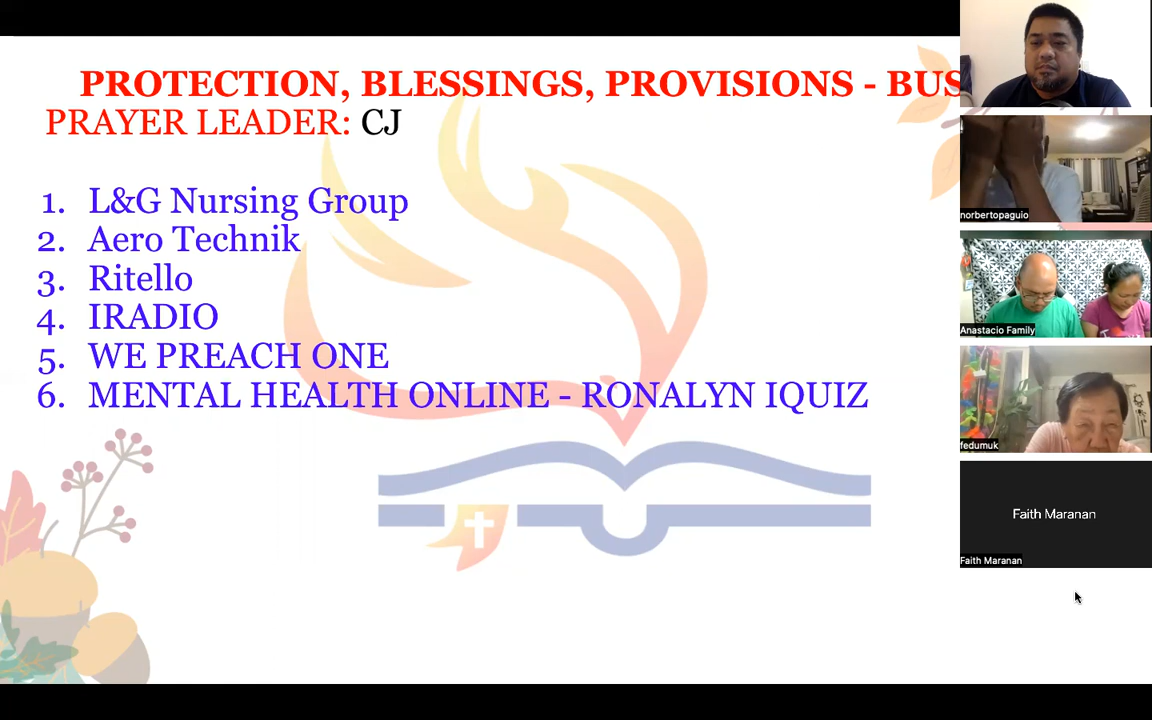 PROTECTION, BLESSINGS, PROVISIONS - BUS
PRAYER LEADER: CJ
1. L&G Nursing Group
2. Aero Technik
3. Ritello
4. IRADIO
5. WE PREACH ONE
6. MENTAL HEALTH ONLINE - RONALYN IQUIZ
norbertopaguio
Anastacio Family
fedumuk
Faith Maranan
Faith Maranan